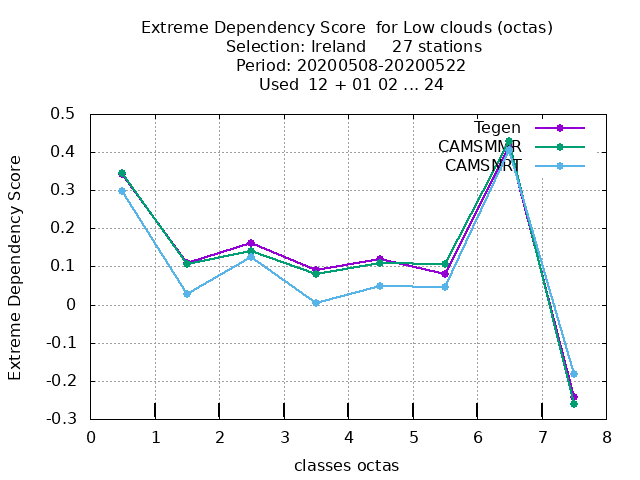 Extreme Dependency Score  for Low clouds (octas)
Selection: Ireland     27 stations
Period: 20200508-20200522
Used  12 + 01 02 ... 24
Extreme Dependency Score
0.5
0.4
0.3
0.2
0.1
0
-0.1
-0.2
-0.3
Tegen
CAMSMMR
CAMSNRT
0 1 2 3 4 5 6 7 8
classes octas